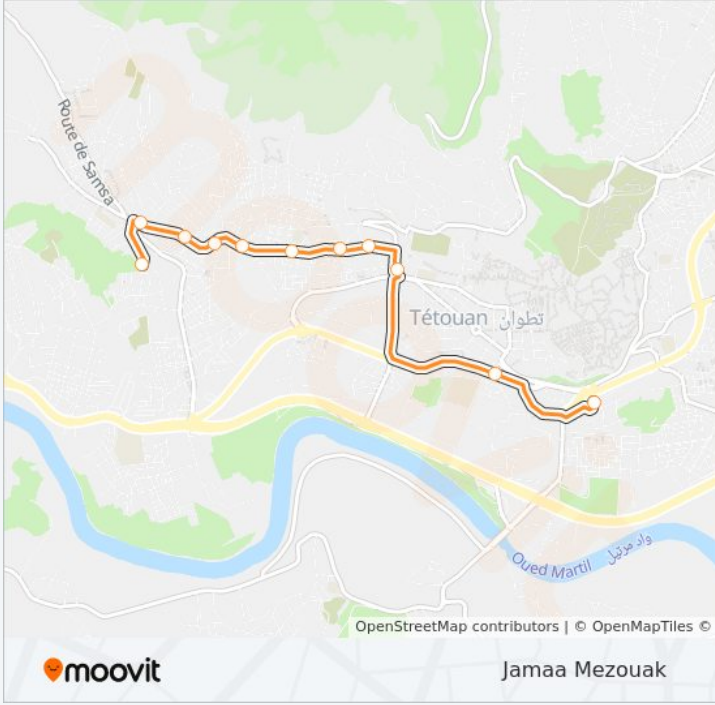 Route de Samsa
Tétouan تطوان
Oued Martil واد مرتيل
OpenStreetMap contributors | © OpenMapTiles ©
moovit
Jamaa Mezouak